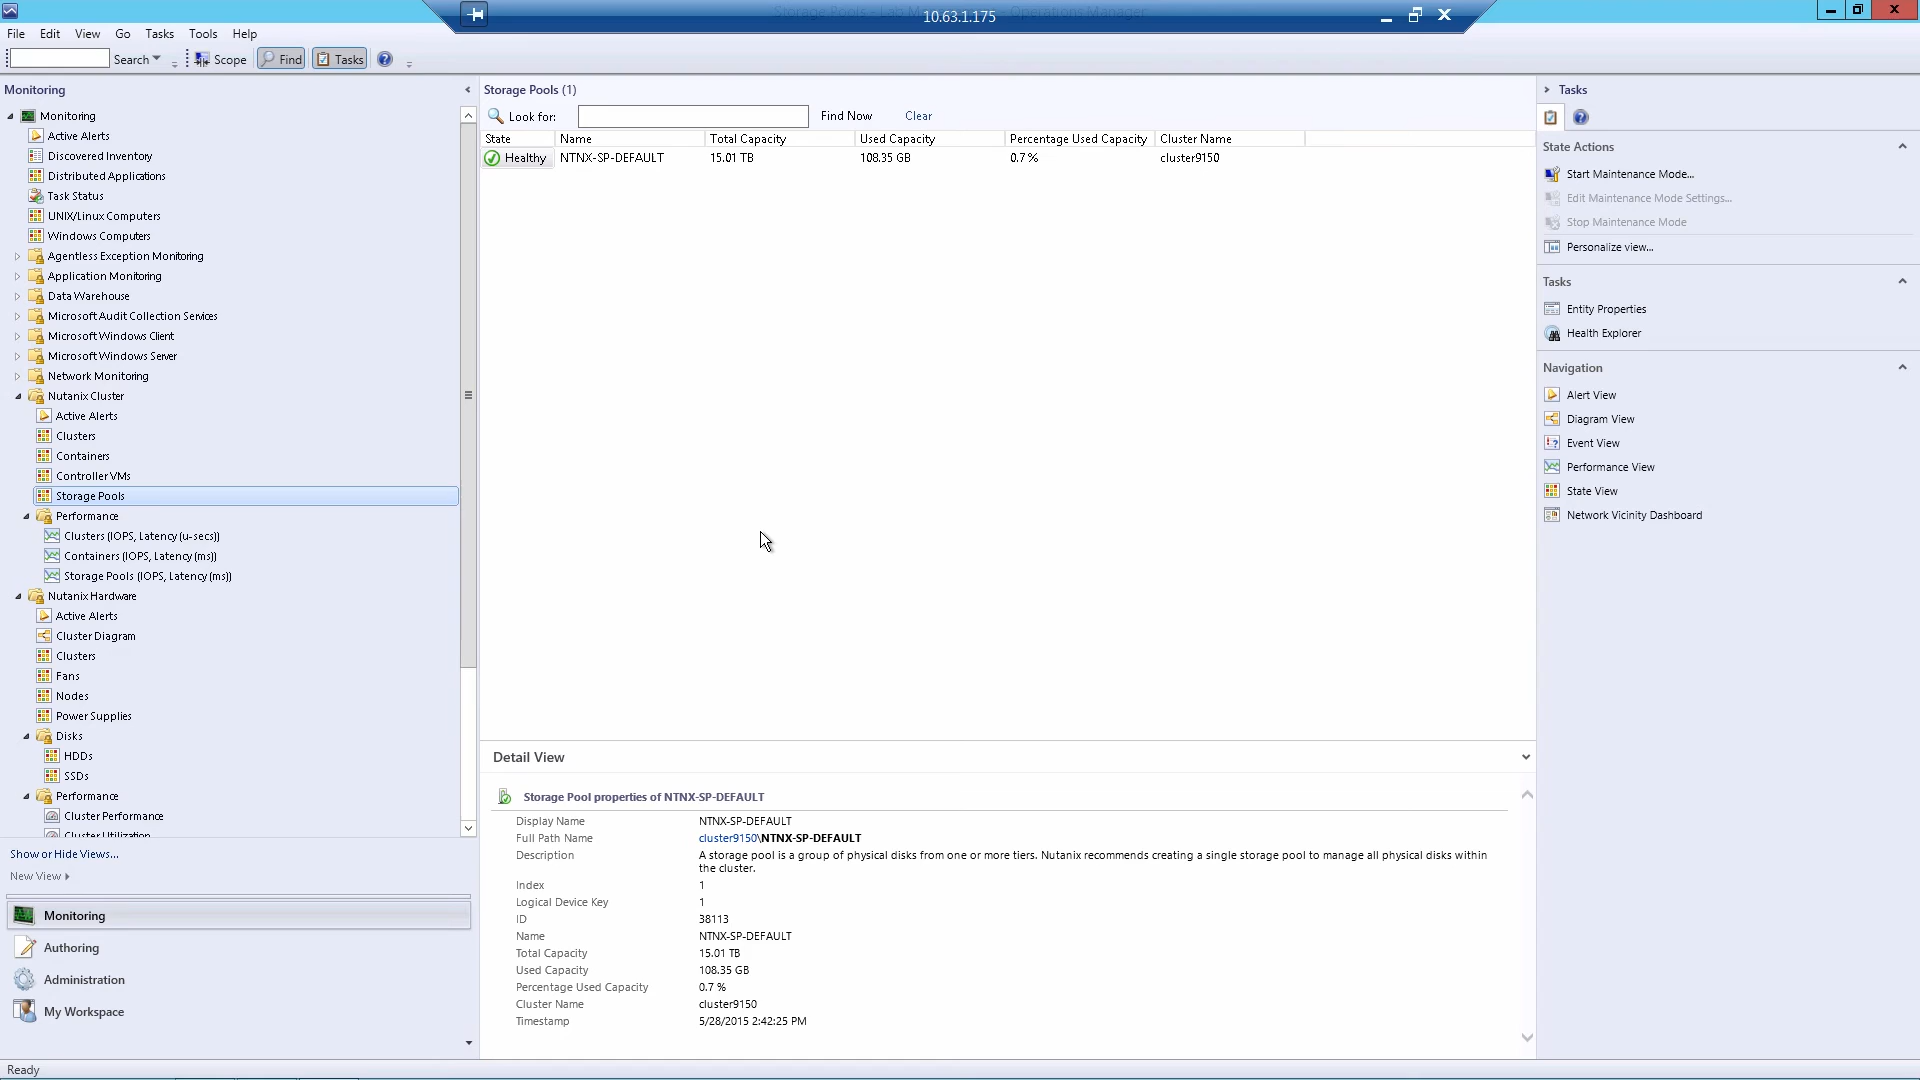 10.63.1.175
File Edit View Go Tasks Tools Help
Search Scope Find Tasks
Monitoring
Monitoring
Active Alerts
Discovered Inventory
Distributed Applications
Task Status
UNIX/Linux Computers
Windows Computers
Agentless Exception Monitoring
Application Monitoring
Data Warehouse
Microsoft Audit Collection Services
Microsoft Windows Client
Microsoft Windows Server
Network Monitoring
Nutanix Cluster
Active Alerts
Clusters
Containers
Controller VMs
Storage Pools
Performance
Clusters (IOPS, Latency (u-secs))
Containers (IOPS, Latency (ms))
Storage Pools (IOPS, Latency (ms))
Nutanix Hardware
Active Alerts
Cluster Diagram
Clusters
Fans
Nodes
Power Supplies
Disks
HDDs
SSDs
Performance
Cluster Performance
Cluster Utilization
Show or Hide Views...
New View
Monitoring
Authoring
Administration
My Workspace
Ready
Storage Pools (1)
Look for: Find Now Clear
State Name Total Capacity Used Capacity Percentage Used Capacity Cluster Name
Healthy NTNX-SP-DEFAULT 15.01 TB 108.35 GB 0.7 % cluster9150
Detail View
Storage Pool properties of NTNX-SP-DEFAULT
Display Name NTNX-SP-DEFAULT
Full Path Name cluster9150\NTNX-SP-DEFAULT
Description A storage pool is a group of physical disks from one or more tiers. Nutanix recommends creating a single storage pool to manage all physical disks within
the cluster.
Index 1
Logical Device Key 1
ID 38113
Name NTNX-SP-DEFAULT
Total Capacity 15.01 TB
Used Capacity 108.35 GB
Percentage Used Capacity 0.7 %
Cluster Name cluster9150
Timestamp 5/28/2015 2:42:25 PM
Tasks
State Actions
Start Maintenance Mode...
Edit Maintenance Mode Settings...
Stop Maintenance Mode
Personalize view...
Tasks
Entity Properties
Health Explorer
Navigation
Alert View
Diagram View
Event View
Performance View
State View
Network Vicinity Dashboard